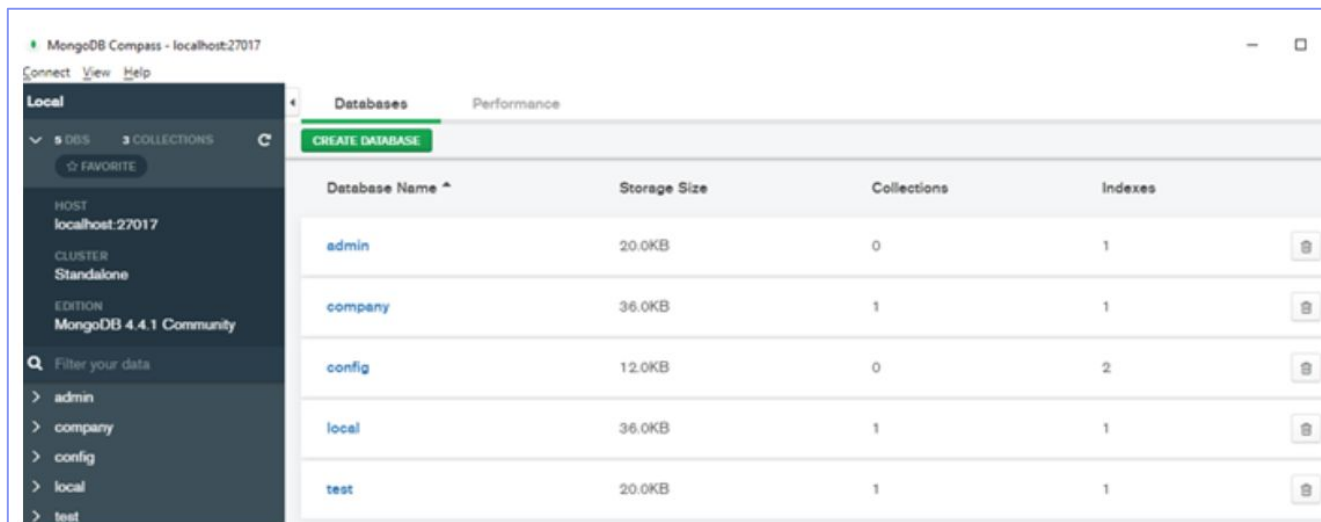 MongoDB Compass - localhost:27017
Connect View Help
Local
5 DBS 3 COLLECTIONS
☆ FAVORITE
HOST
localhost:27017
CLUSTER
Standalone
EDITION
MongoDB 4.4.1 Community
Filter your data
admin
company
config
local
test
Databases Performance
CREATE DATABASE
Database Name Storage Size Collections Indexes
admin 20.0KB 0 1
company 36.0KB 1 1
config 12.0KB 0 2
local 36.0KB 1 1
test 20.0KB 1 1